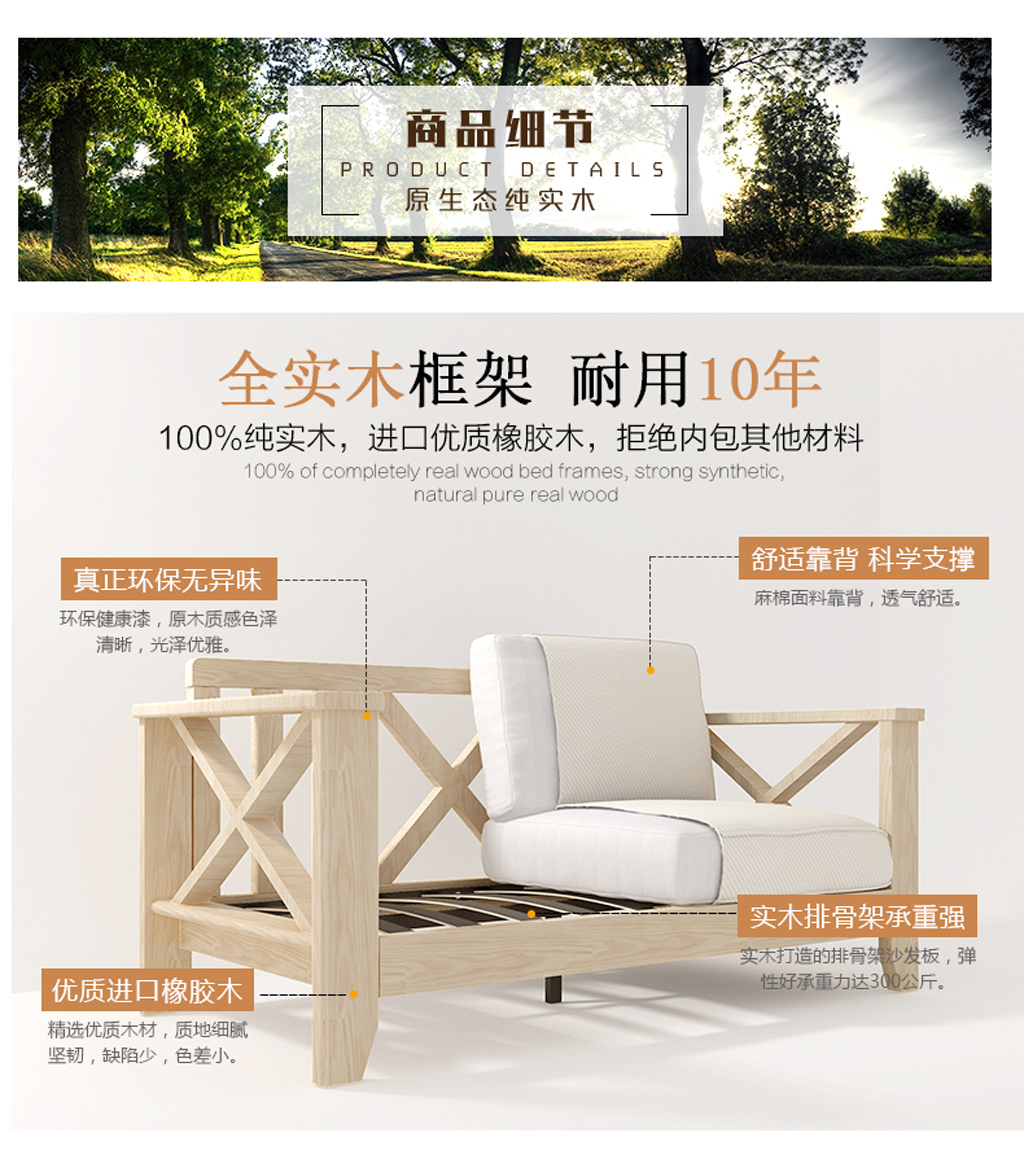 商品细节
PRODUCT DETAILS
原生态纯实木
全实木框架 耐用10年
100%纯实木，进口优质橡胶木，拒绝内包其他材料
100% of completely real wood bed frames, strong synthetic,
natural pure real wood
真正环保无异味
环保健康漆，原木质感色泽
清晰，光泽优雅。
舒适靠背 科学支撑
麻棉面料靠背，透气舒适。
实木排骨架承重强
实木打造的排骨架沙发板，弹
性好承重力达300公斤。
优质进口橡胶木
精选优质木材，质地细腻
坚韧，缺陷少，色差小。